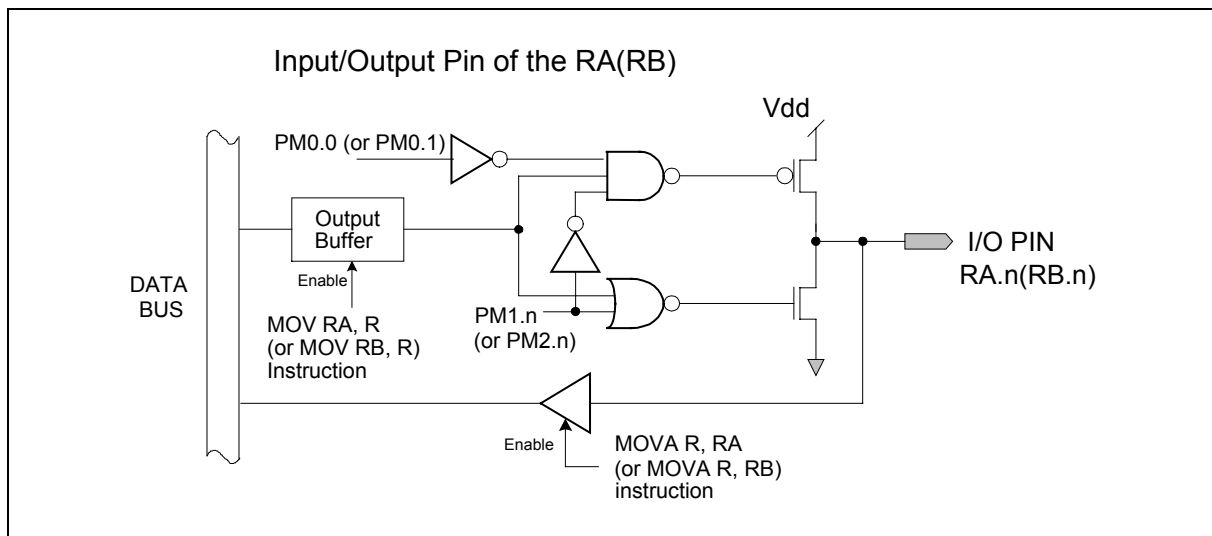 Input/Output Pin of the RA(RB)
Vdd
PM0.0 (or PM0.1)
Output
Buffer
I/O PIN
RA.n(RB.n)
Enable
DATA
BUS
MOV RA, R
(or MOV RB, R)
Instruction
PM1.n
(or PM2.n)
Enable
MOVA R, RA
(or MOVA R, RB)
instruction